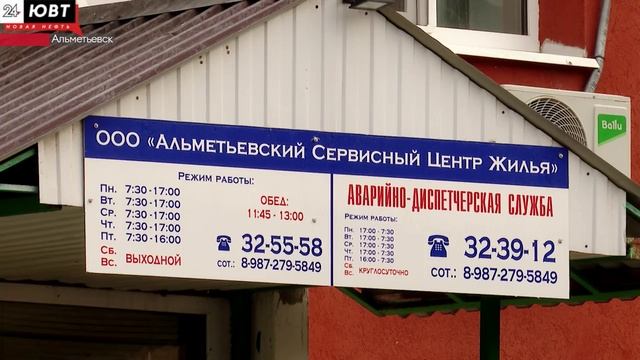 24 ЮВТ
НОВАЯ НЕФТЬ
Альметьевск
Ballu
ООО «Альметьевский Сервисный Центр Жилья»
Режим работы:
Пн. 7:30-17:00
Вт. 7:30-17:00
Ср. 7:30-17:00
Чт. 7:30-17:00
Пт. 7:30-16:00
Сб.
Вс. выходной
ОБЕД:
11:45 - 13:00
32-55-58
сот.: 8-987-279-5849
АВАРИЙНО-ДИСПЕТЧЕРСКАЯ СЛУЖБА
Режим работы:
Пн. 17:00 - 7:30
Вт. 17:00 - 7:30
Ср. 17:00 - 7:30
Чт. 17:00 - 7:30
Пт. 16:00 - 7:30
Сб.
Вс. круглосуточно
32-39-12
сот.: 8-987-279-5849